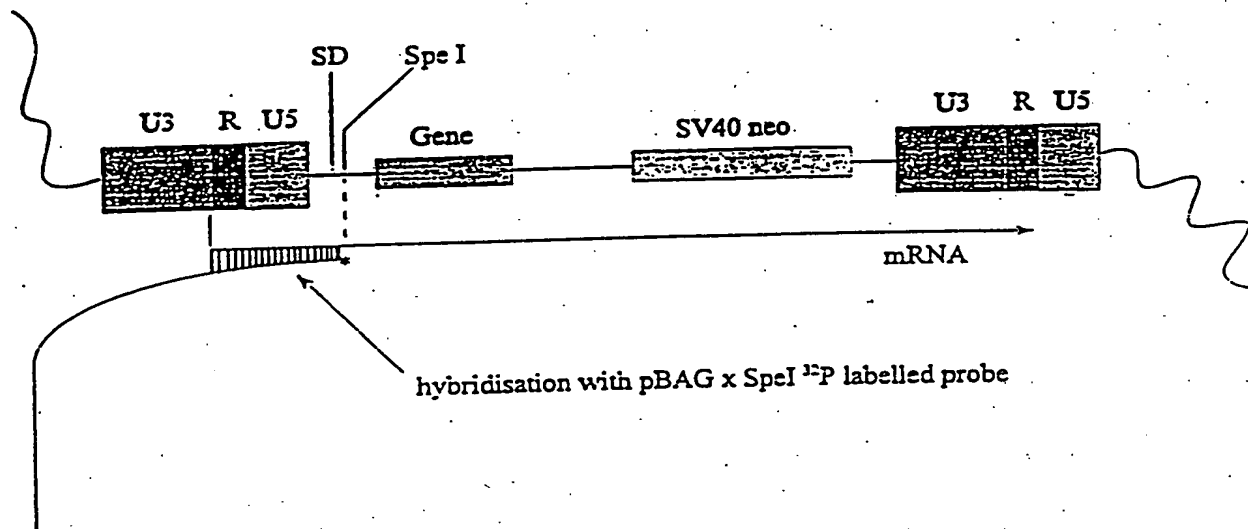 SD Spe I
U3 R U5 Gene SV40 neo U3 R U5
*
mRNA
hybridisation with pBAG x SpeI ³²P labelled probe